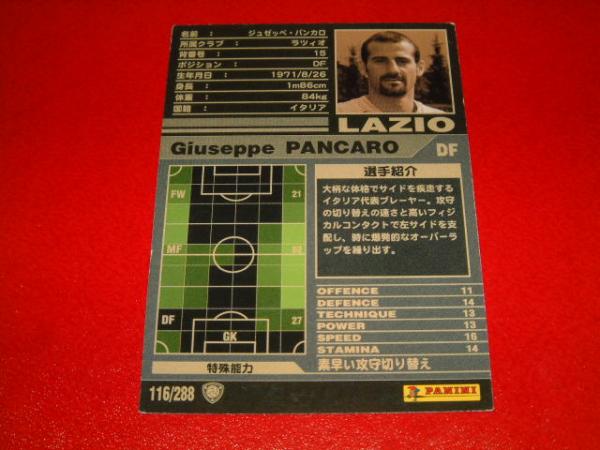 名前 : ジュゼッペ・パンカロ
所属クラブ : ラツィオ
背番号 : 15
ポジション : DF
生年月日 : 1971/8/26
身長 : 1m86cm
体重 : 84kg
国籍 : イタリア
LAZIO
Giuseppe PANCARO DF
FW 21
MF
DF 27
GK
選手紹介
大柄な体格でサイドを疾走する
イタリア代表プレーヤー。攻守
の切り替えの速さと高いフィジ
カルコンタクトで左サイドを支
配し、時に爆発的なオーバーラ
ップを繰り出す。
OFFENCE 11
DEFENCE 14
TECHNIQUE 13
POWER 13
SPEED 16
STAMINA 14
特殊能力 素早い攻守切り替え
116/288
PANINI